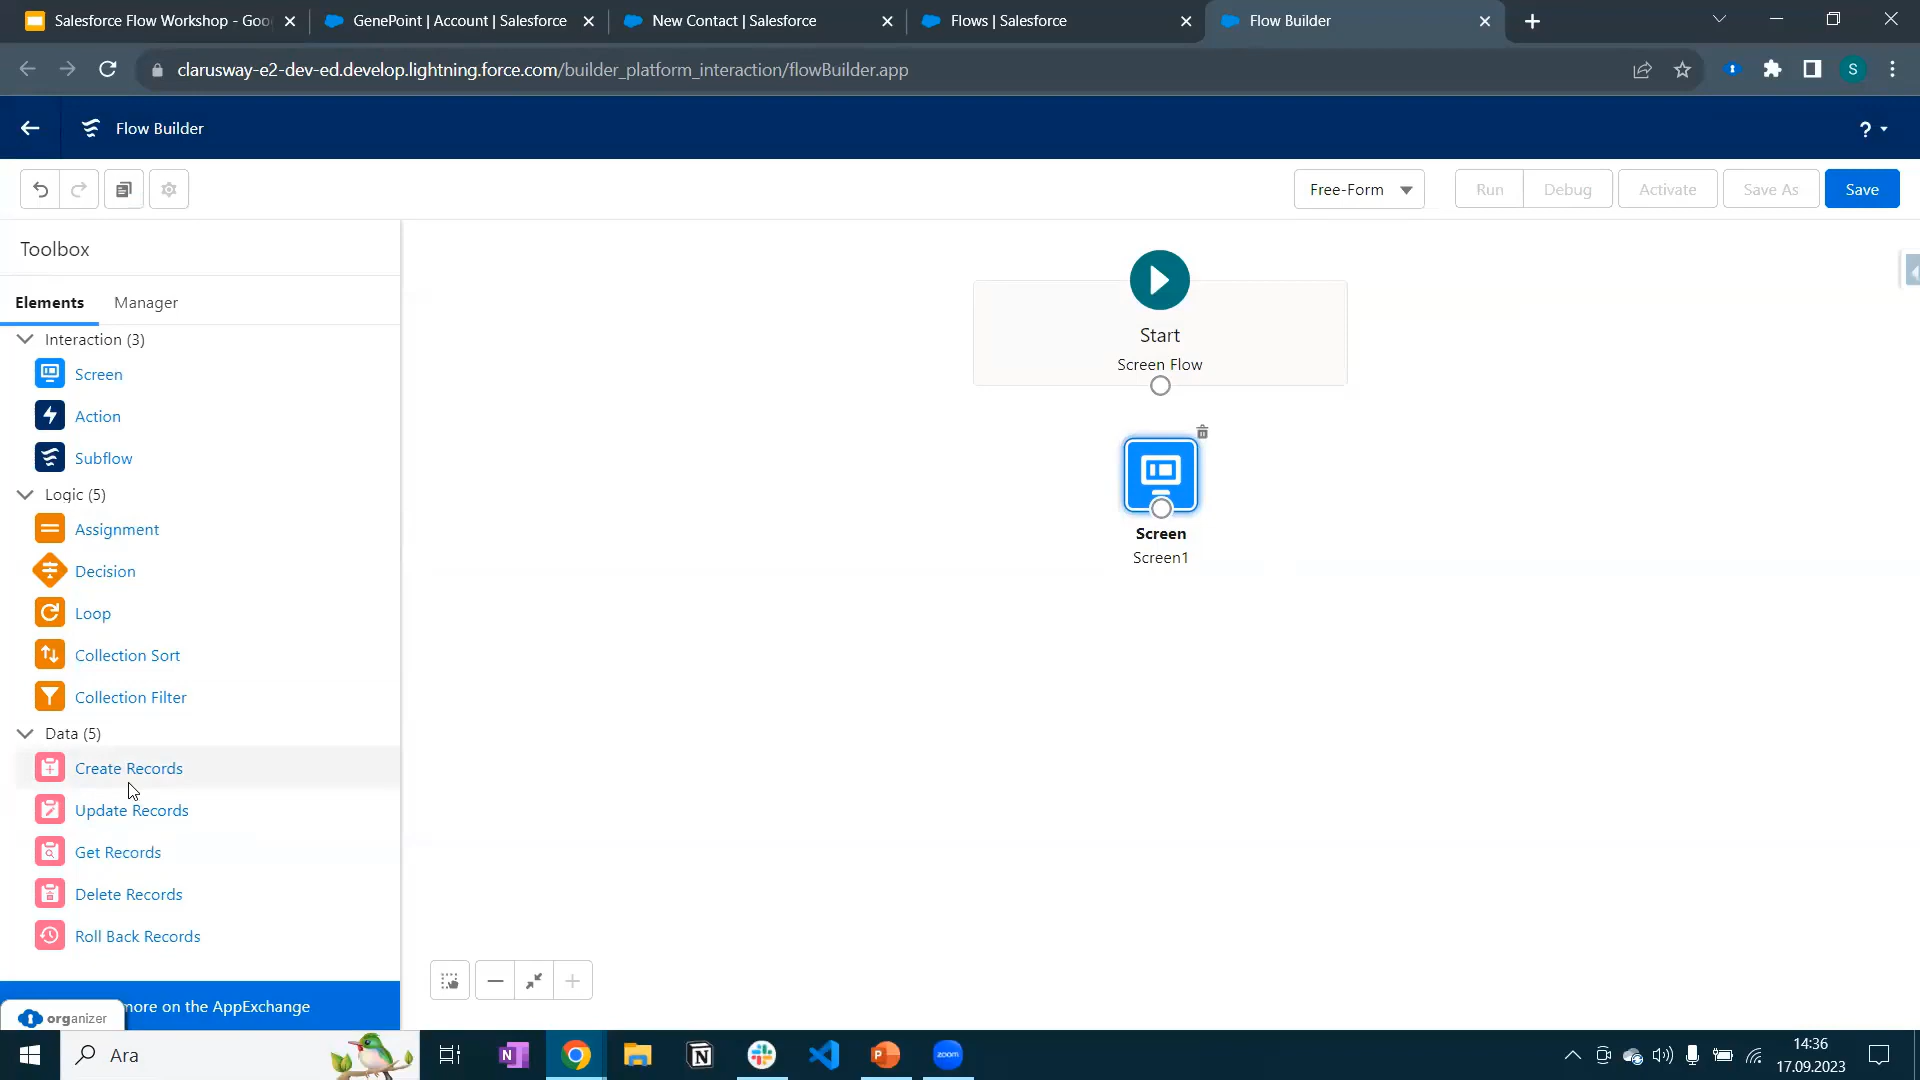 Salesforce Flow Workshop - Goo
GenePoint | Account | Salesforce
New Contact | Salesforce
Flows | Salesforce
Flow Builder
clarusway-e2-dev-ed.develop.lightning.force.com/builder_platform_interaction/flowBuilder.app
S
Flow Builder
?
Free-Form
Run
Debug
Activate
Save As
Save
Toolbox
Elements
Manager
Interaction (3)
Screen
Action
Subflow
Logic (5)
Assignment
Decision
Loop
Collection Sort
Collection Filter
Data (5)
Create Records
Update Records
Get Records
Delete Records
Roll Back Records
Start
Screen Flow
Screen
Screen1
more on the AppExchange
organizer
Ara
zoom
14:36
17.09.2023